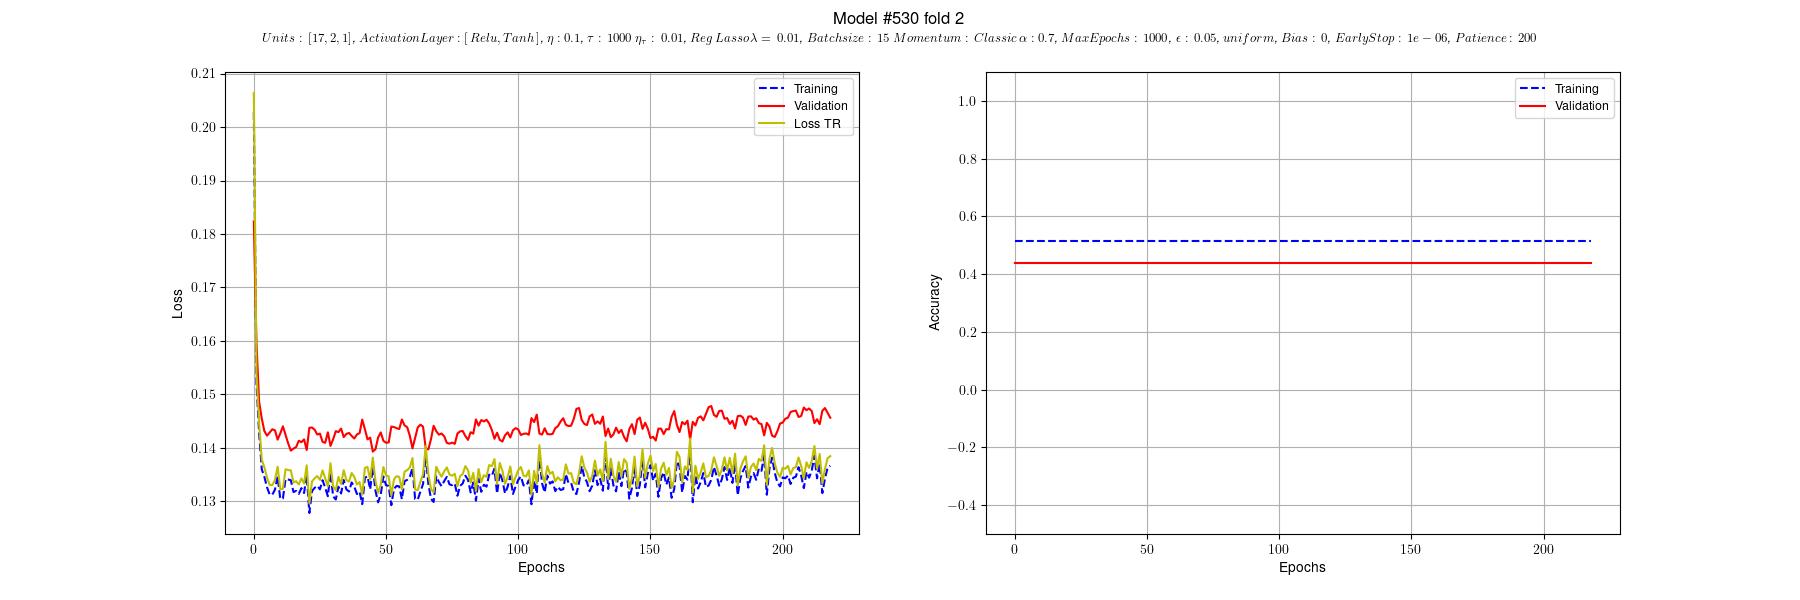 Model #530 fold 2
Units : [17, 2, 1], ActivationLayer : [ Relu, Tanh ], η : 0.1, τ : 1000 ητ : 0.01, Reg Lasso λ = 0.01, Batchsize : 15 Momentum : Classic α : 0.7, MaxEpochs : 1000, ϵ : 0.05, uniform, Bias : 0, EarlyStop : 1e − 06, Patience : 200
0.21
0.20
0.19
0.18
0.17
0.16
0.15
0.14
0.13
Loss
0 50 100 150 200
Epochs
Training
Validation
Loss TR
1.0
0.8
0.6
0.4
0.2
0.0
−0.2
−0.4
Accuracy
0 50 100 150 200
Epochs
Training
Validation